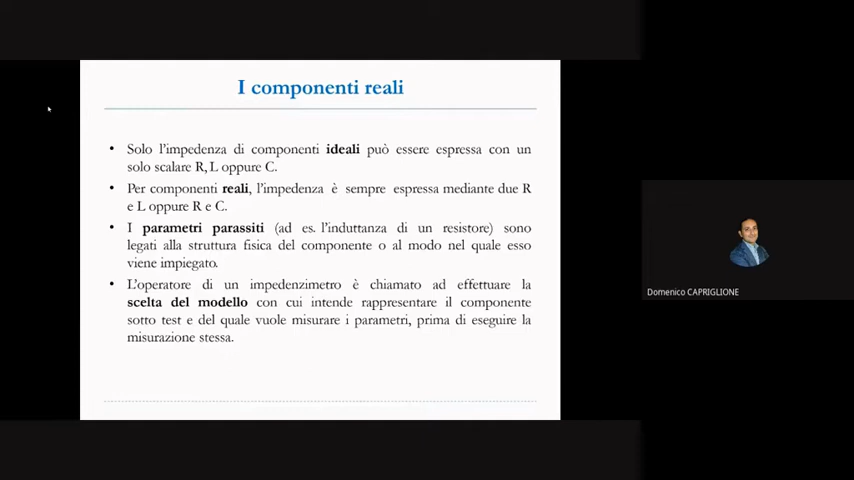 I componenti reali
• Solo l'impedenza di componenti ideali può essere espressa con un
solo scalare R, L oppure C.
• Per componenti reali, l'impedenza è sempre espressa mediante due R
e L oppure R e C.
• I parametri parassiti (ad es. l'induttanza di un resistore) sono
legati alla struttura fisica del componente o al modo nel quale esso
viene impiegato.
• L'operatore di un impedenzimetro è chiamato ad effettuare la
scelta del modello con cui intende rappresentare il componente
sotto test e del quale vuole misurare i parametri, prima di eseguire la
misurazione stessa.
Domenico CAPRIGLIONE